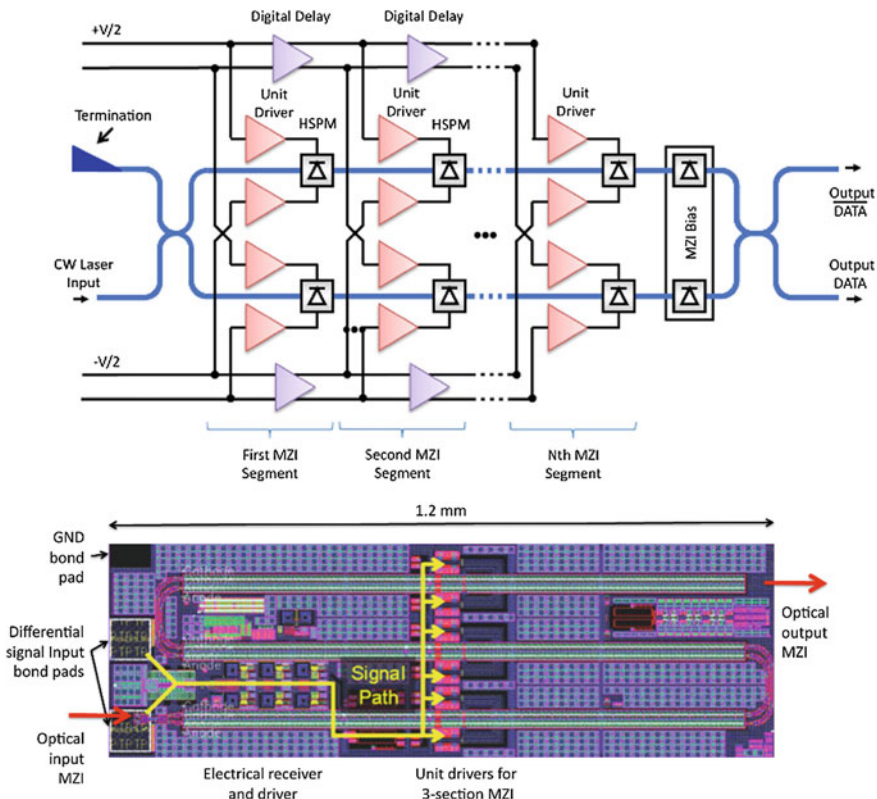 Digital Delay
Digital Delay
+V/2
Unit
Driver
HSPM
Unit
Driver
HSPM
Unit
Driver
Termination
MZI Bias
Output
DATA
CW Laser
Input
Output
DATA
-V/2
First MZI
Segment
Second MZI
Segment
Nth MZI
Segment
1.2 mm
GND
bond
pad
Cathode
Differential
signal Input
bond pads
Signal
Path
Optical
output
MZI
Anode
Optical
input
MZI
Electrical receiver
and driver
Unit drivers for
3-section MZI